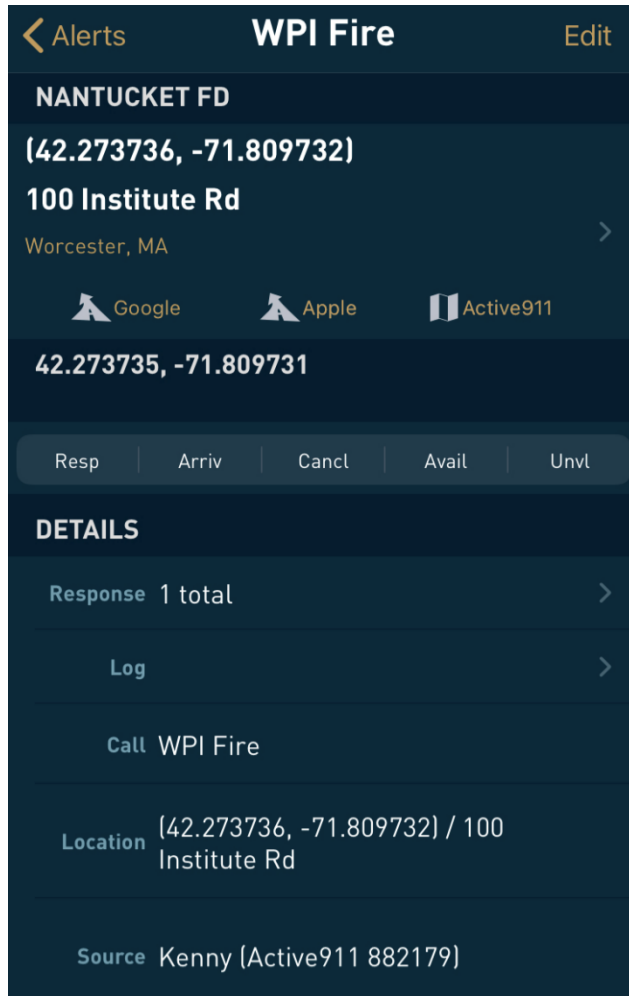 Alerts WPI Fire Edit
NANTUCKET FD
(42.273736, -71.809732)
100 Institute Rd
Worcester, MA
Google Apple Active911
42.273735, -71.809731
Resp Arriv Cancl Avail Unvl
DETAILS
Response 1 total
Log
Call WPI Fire
Location (42.273736, -71.809732) / 100
Institute Rd
Source Kenny (Active911 882179)